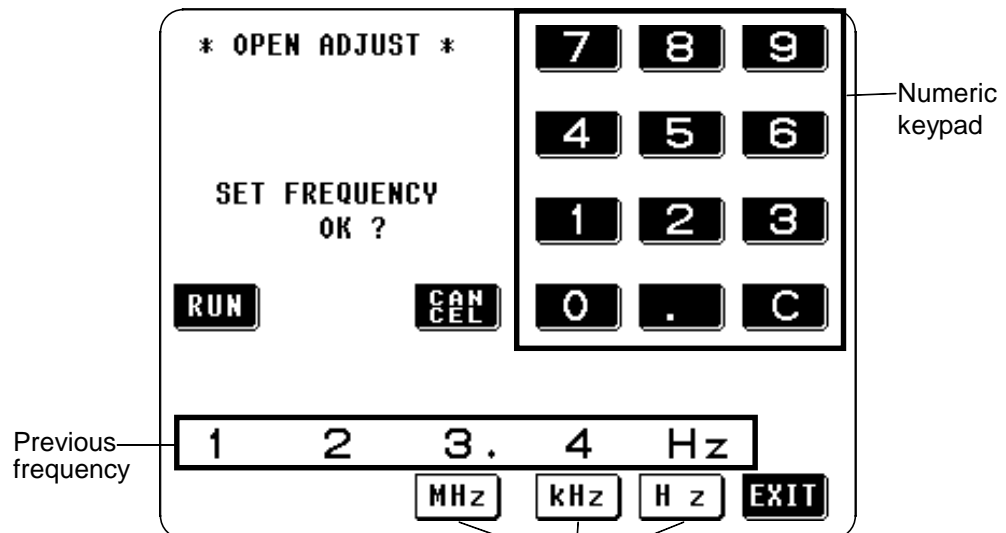 * OPEN ADJUST *
7 8 9
Numeric
keypad
4 5 6
SET FREQUENCY
OK ?
1 2 3
RUN
CAN
CEL
0 . C
Previous
frequency
1 2 3. 4 Hz
MHz kHz H z EXIT